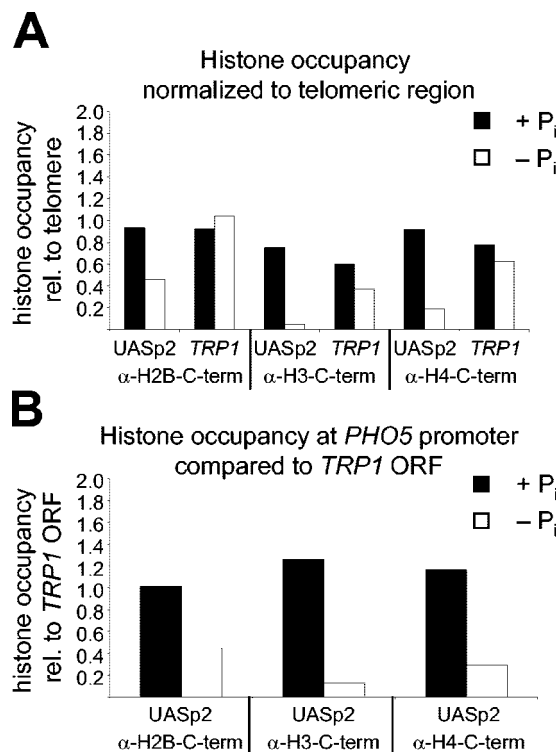 A
Histone occupancy
normalized to telomeric region
histone occupancy
rel. to telomere
2.0
1.8
1.6
1.4
1.2
1.0
0.8
0.6
0.4
0.2
+ Pi
– Pi
UASp2 TRP1 UASp2 TRP1 UASp2 TRP1
α-H2B-C-term α-H3-C-term α-H4-C-term
B
Histone occupancy at PHO5 promoter
compared to TRP1 ORF
histone occupancy
rel. to TRP1 ORF
2.0
1.8
1.6
1.4
1.2
1.0
0.8
0.6
0.4
0.2
+ Pi
– Pi
UASp2 UASp2 UASp2
α-H2B-C-term α-H3-C-term α-H4-C-term